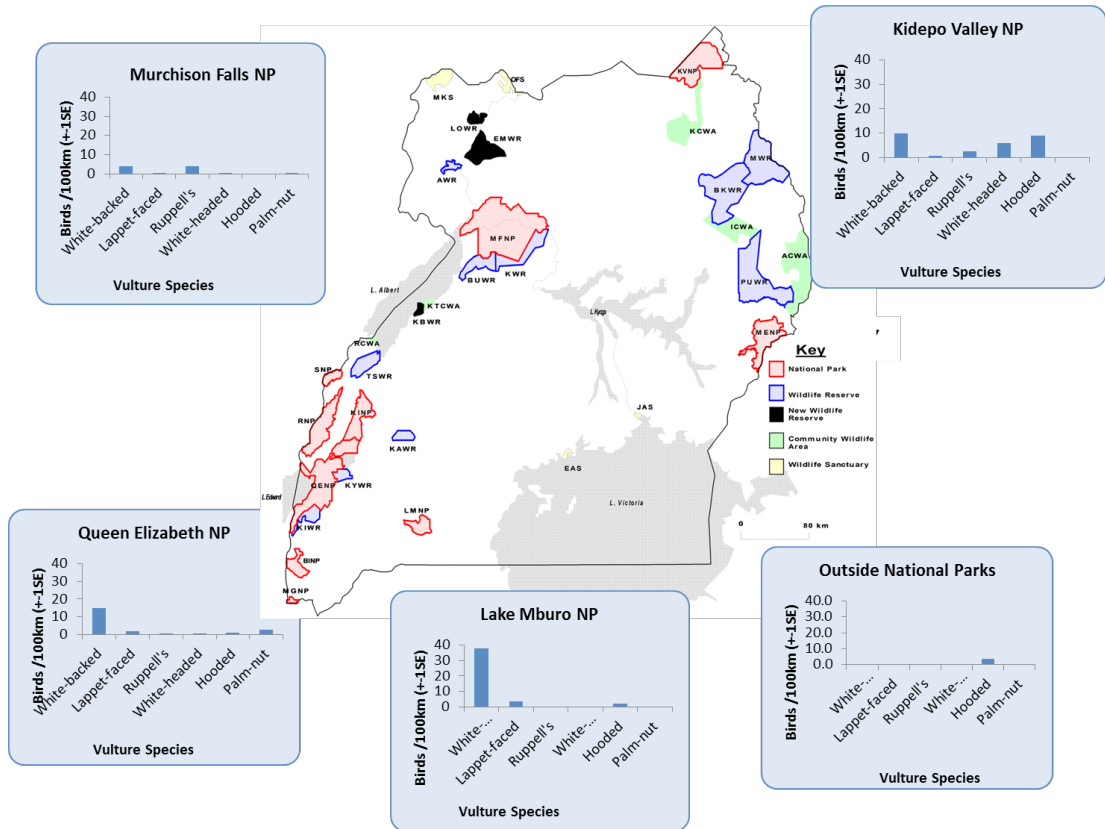 Murchison Falls NP
Birds /100km (+-1SE)
40
30
20
10
0
White-backed
Lappet-faced
Ruppell's
White-headed
Hooded
Palm-nut
Vulture Species
Kidepo Valley NP
Birds /100km (+-1SE)
40
30
20
10
0
White-backed
Lappet-faced
Ruppell's
White-headed
Hooded
Palm-nut
Vulture Species
MKS
OFS
KVNP
LOWR
EMWR
KCWA
AWR
MWR
BKWR
ICWA
MFNP
ACWA
BUWR
KWR
PUWR
L. Albert
KTCWA
KBWR
L.Kyoga
MENP
RCWA
TSWR
SNP
RNP
KINP
JAS
KAWR
EAS
QENP
KYWR
L.Edward
L. Victoria
KIWR
LMNP
BINP
MGNP
Key
National Park
Wildlife Reserve
New Wildlife
Reserve
Community Wildlife
Area
Wildlife Sanctuary
0 80 km
Queen Elizabeth NP
Birds /100km (+-1SE)
40
30
20
10
0
White-backed
Lappet-faced
Ruppell's
White-headed
Hooded
Palm-nut
Vulture Species
Lake Mburo NP
Birds /100km (+-1SE)
40
30
20
10
0
White-...
Lappet-faced
Ruppell's
White-...
Hooded
Palm-nut
Vulture Species
Outside National Parks
Birds /100km (+-1SE)
40.0
30.0
20.0
10.0
0.0
White-...
Lappet-faced
Ruppell's
White-...
Hooded
Palm-nut
Vulture Species